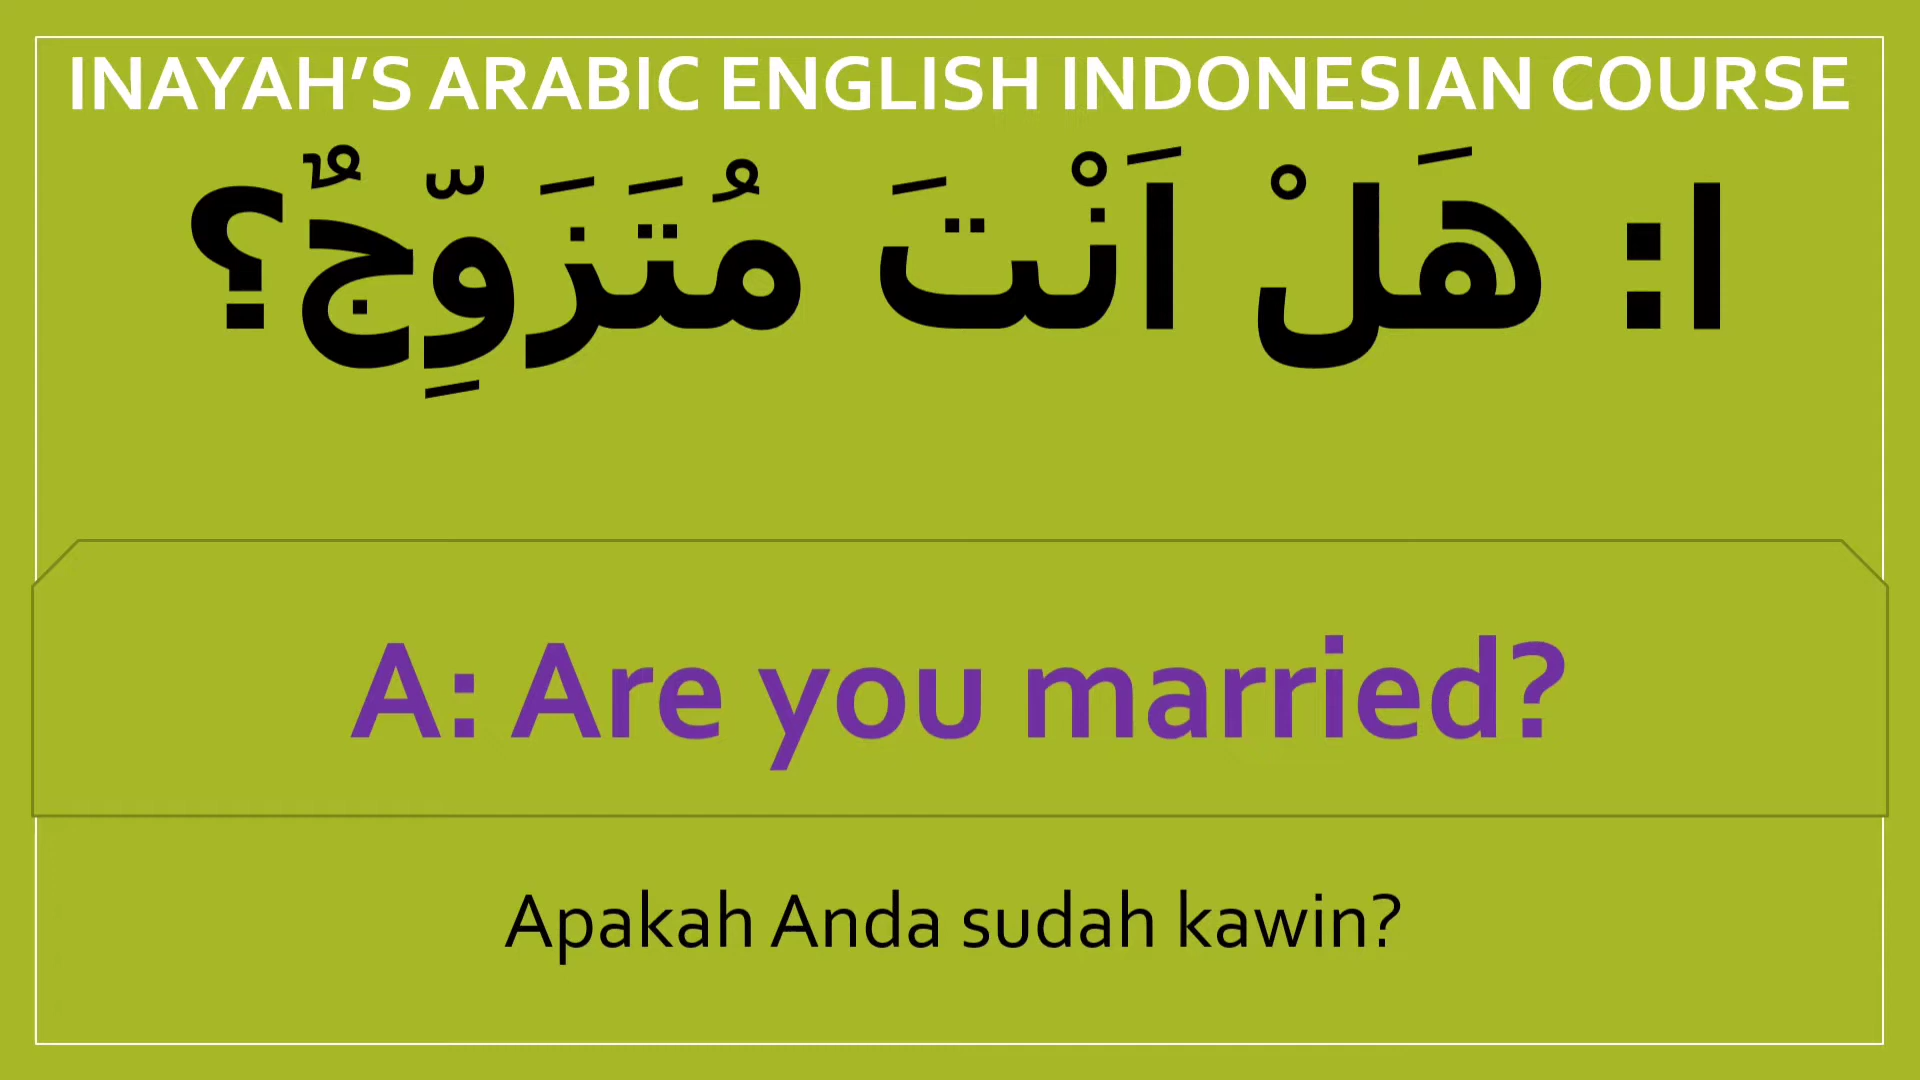 INAYAH’S ARABIC ENGLISH INDONESIAN COURSE
ا: هَلْ اَنْتَ مُتَزَوِّجٌ؟
A: Are you married?
Apakah Anda sudah kawin?